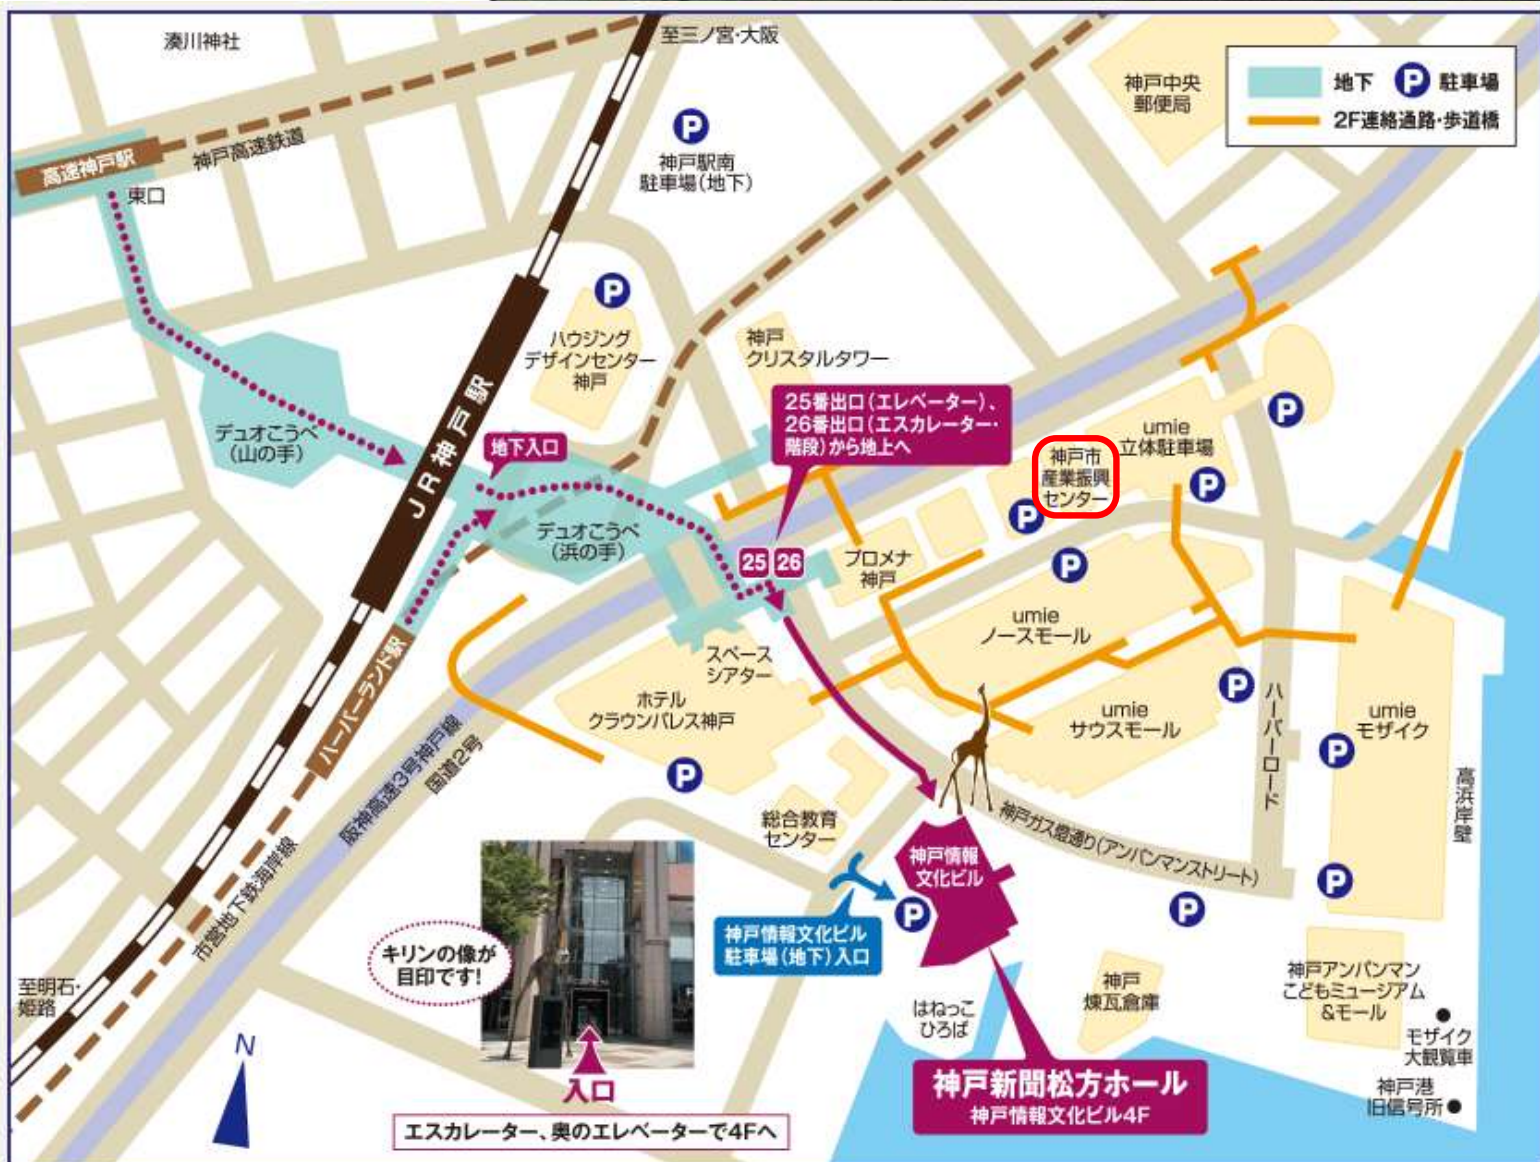 湊川神社
至三ノ宮・大阪
神戸中央
郵便局
地下
P
駐車場
2F連絡通路・歩道橋
P
神戸駅南
駐車場(地下)
高速神戸駅
神戸高速鉄道
東口
P
ハウジング
デザインセンター
神戸
神戸
クリスタルタワー
25番出口(エレベーター)、
26番出口(エスカレーター・
階段)から地上へ
P
umie
立体駐車場
神戸市
産業振興
センター
P
P
デュオこうべ
(山の手)
JR神戸駅
地下入口
デュオこうべ
(浜の手)
25
26
プロメナ
神戸
P
umie
ノースモール
ハーバーランド駅
スペース
シアター
ホテル
クラウンパレス神戸
P
umie
サウスモール
P
ハーバーロード
umie
モザイク
P
高浜岸壁
阪神高速3号神戸線
国道2号
市営地下鉄海岸線
総合教育
センター
神戸ガス燈通り(アンパンマンストリート)
神戸情報
文化ビル
P
P
P
神戸情報文化ビル
駐車場(地下)入口
キリンの像が
目印です!
至明石・
姫路
N
はねっこ
ひろば
神戸
煉瓦倉庫
神戸アンパンマン
こどもミュージアム
&モール
モザイク
大観覧車
神戸港
旧信号所
入口
エスカレーター、奥のエレベーターで4Fへ
神戸新聞松方ホール
神戸情報文化ビル4F